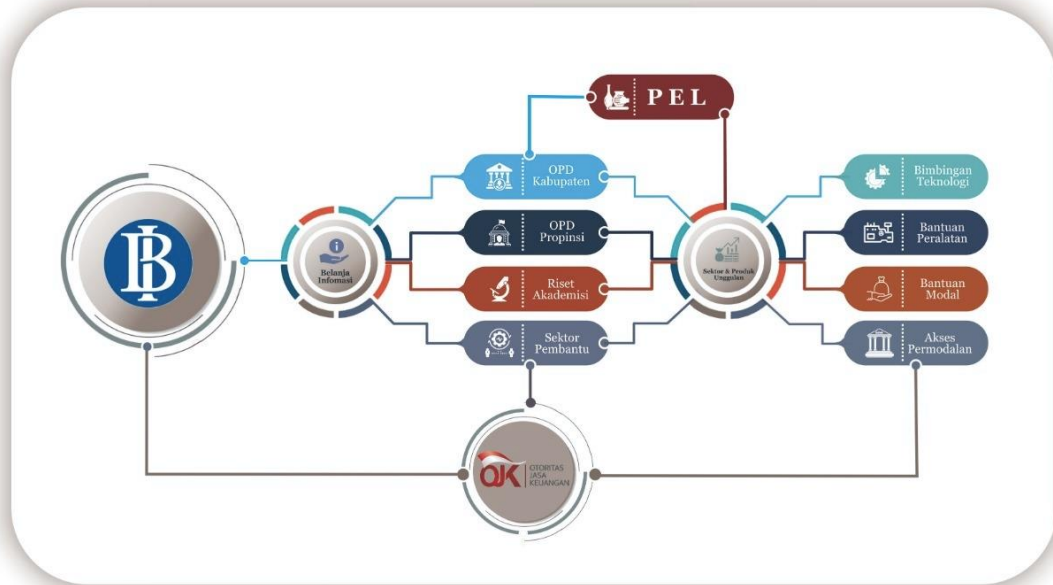 PEL
OPD
Kabupaten
OPD
Propinsi
Riset
Akademisi
Sektor
Pembantu
Belanja
Infomasi
Sektor & Produk
Unggulan
Bimbingan
Teknologi
Bantuan
Peralatan
Bantuan
Modal
Akses
Permodalan
OJK
OTORITAS
JASA
KEUANGAN